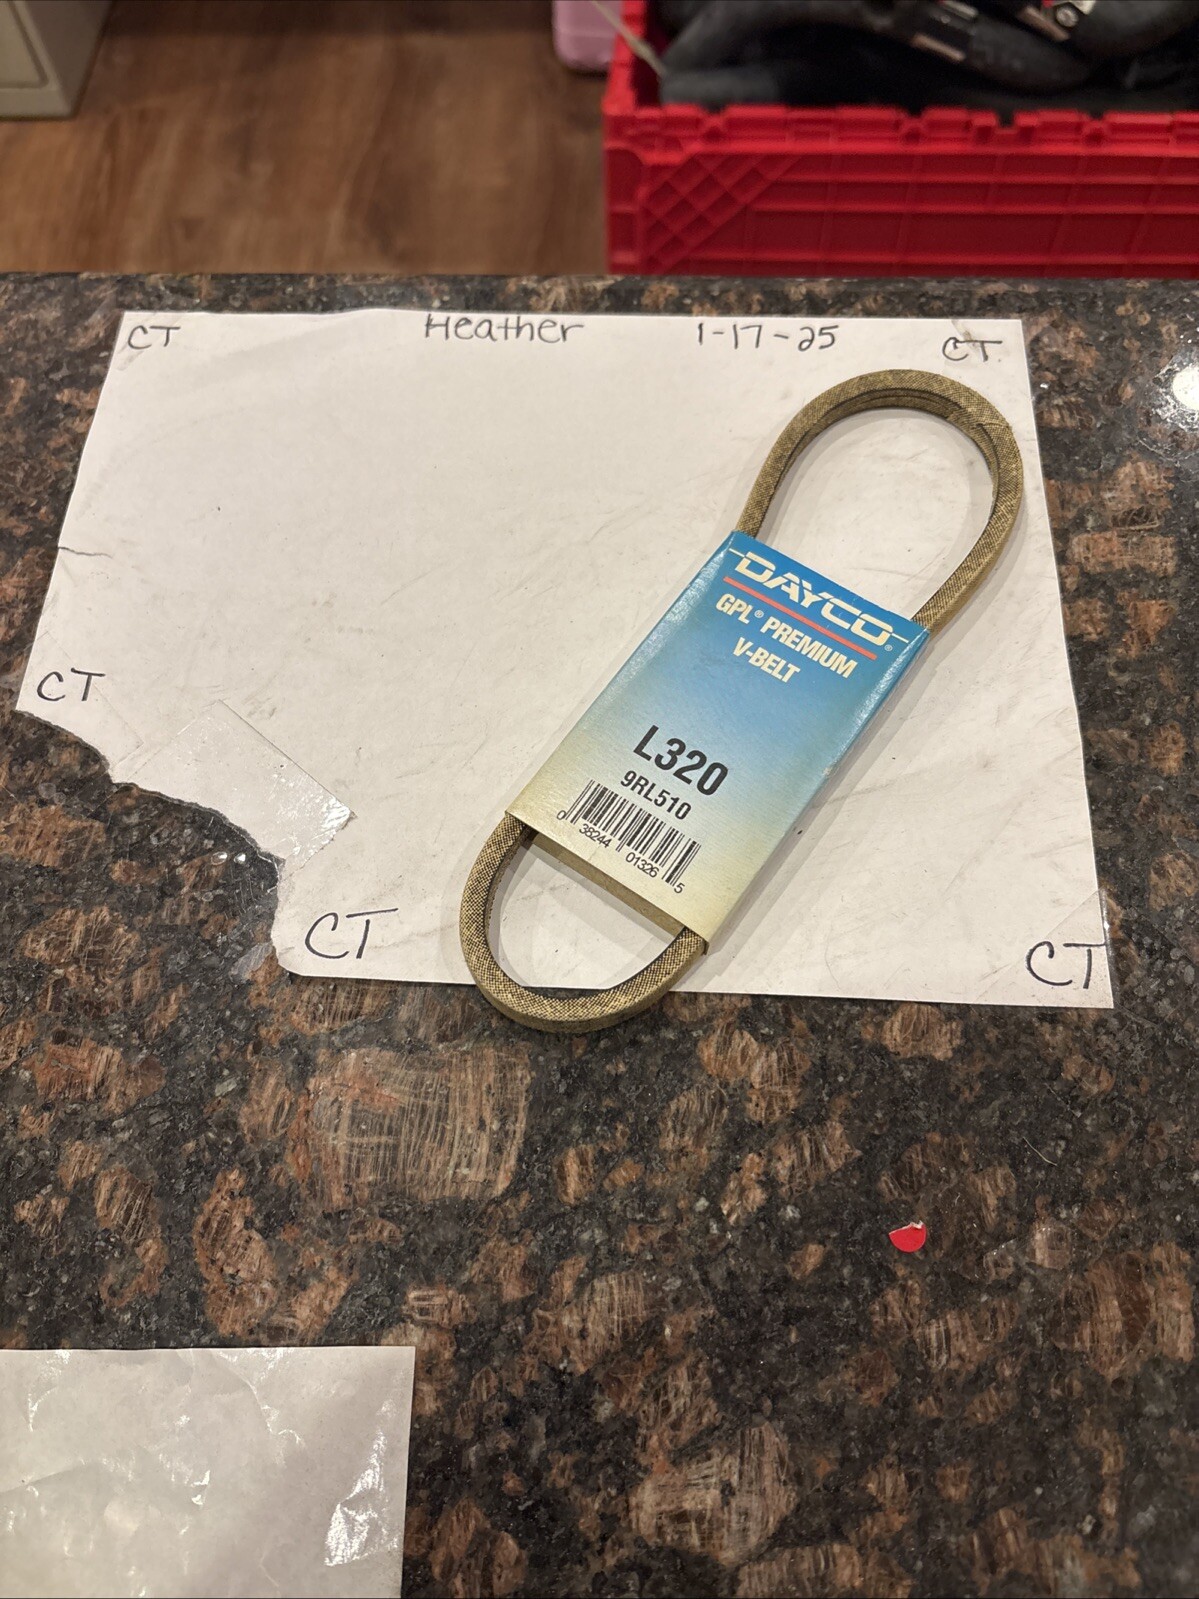 CT Heather 1-17-25 CT
DAYCO®
GPL® PREMIUM
V-BELT
CT
L320
9RL510
0 38244 01326 5
CT
CT